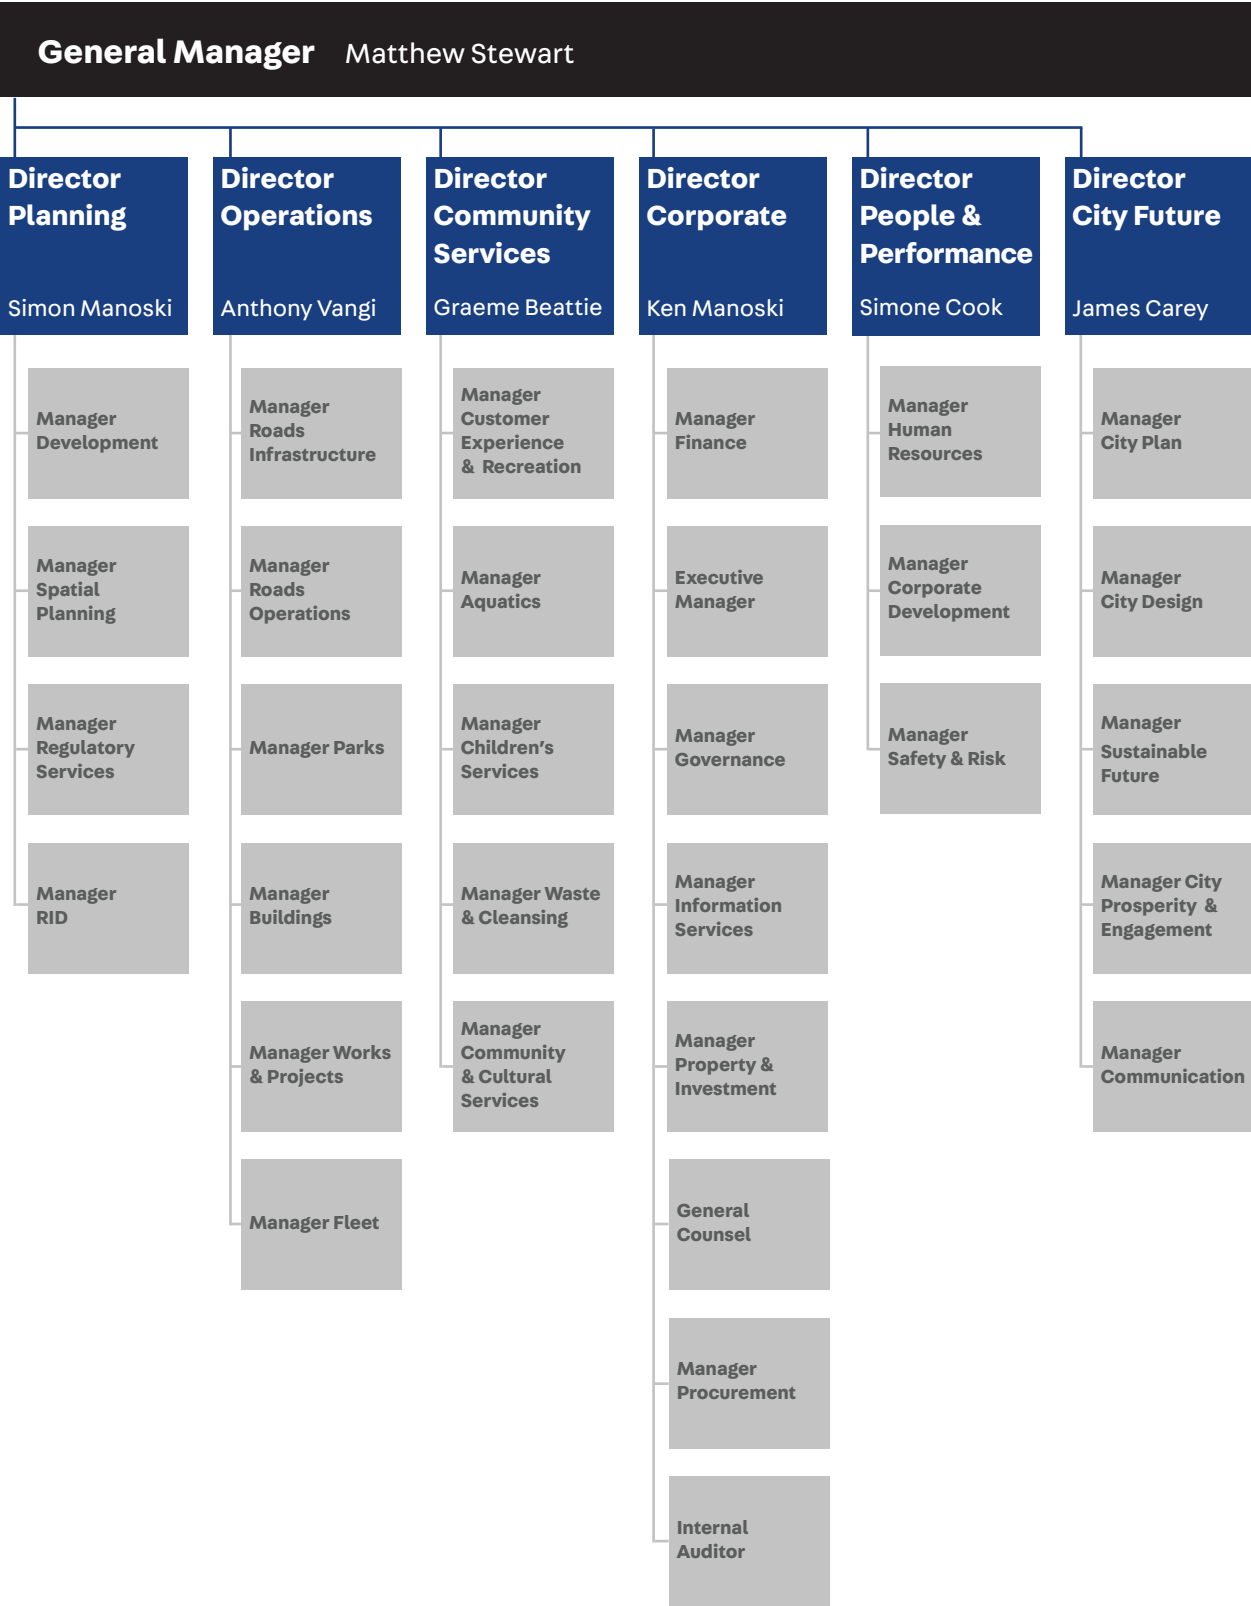 General Manager Matthew Stewart
Director
Planning
Simon Manoski
Manager
Development
Manager
Spatial
Planning
Manager
Regulatory
Services
Manager
RID
Director
Operations
Anthony Vangi
Manager
Roads
Infrastructure
Manager
Roads
Operations
Manager Parks
Manager
Buildings
Manager Works
& Projects
Manager Fleet
Director
Community
Services
Graeme Beattie
Manager
Customer
Experience
& Recreation
Manager
Aquatics
Manager
Children’s
Services
Manager Waste
& Cleansing
Manager
Community
& Cultural
Services
Director
Corporate
Ken Manoski
Manager
Finance
Executive
Manager
Manager
Governance
Manager
Information
Services
Manager
Property &
Investment
General
Counsel
Manager
Procurement
Internal
Auditor
Director
People &
Performance
Simone Cook
Manager
Human
Resources
Manager
Corporate
Development
Manager
Safety & Risk
Director
City Future
James Carey
Manager
City Plan
Manager
City Design
Manager
Sustainable
Future
Manager City
Prosperity &
Engagement
Manager
Communication